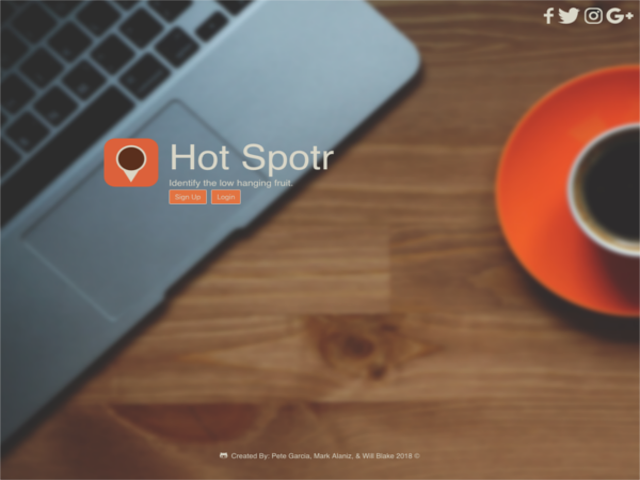 Hot Spotr
Identify the low hanging fruit.
Sign Up Login
Created By: Pete Garcia, Mark Alaniz, & Will Blake 2018 ©